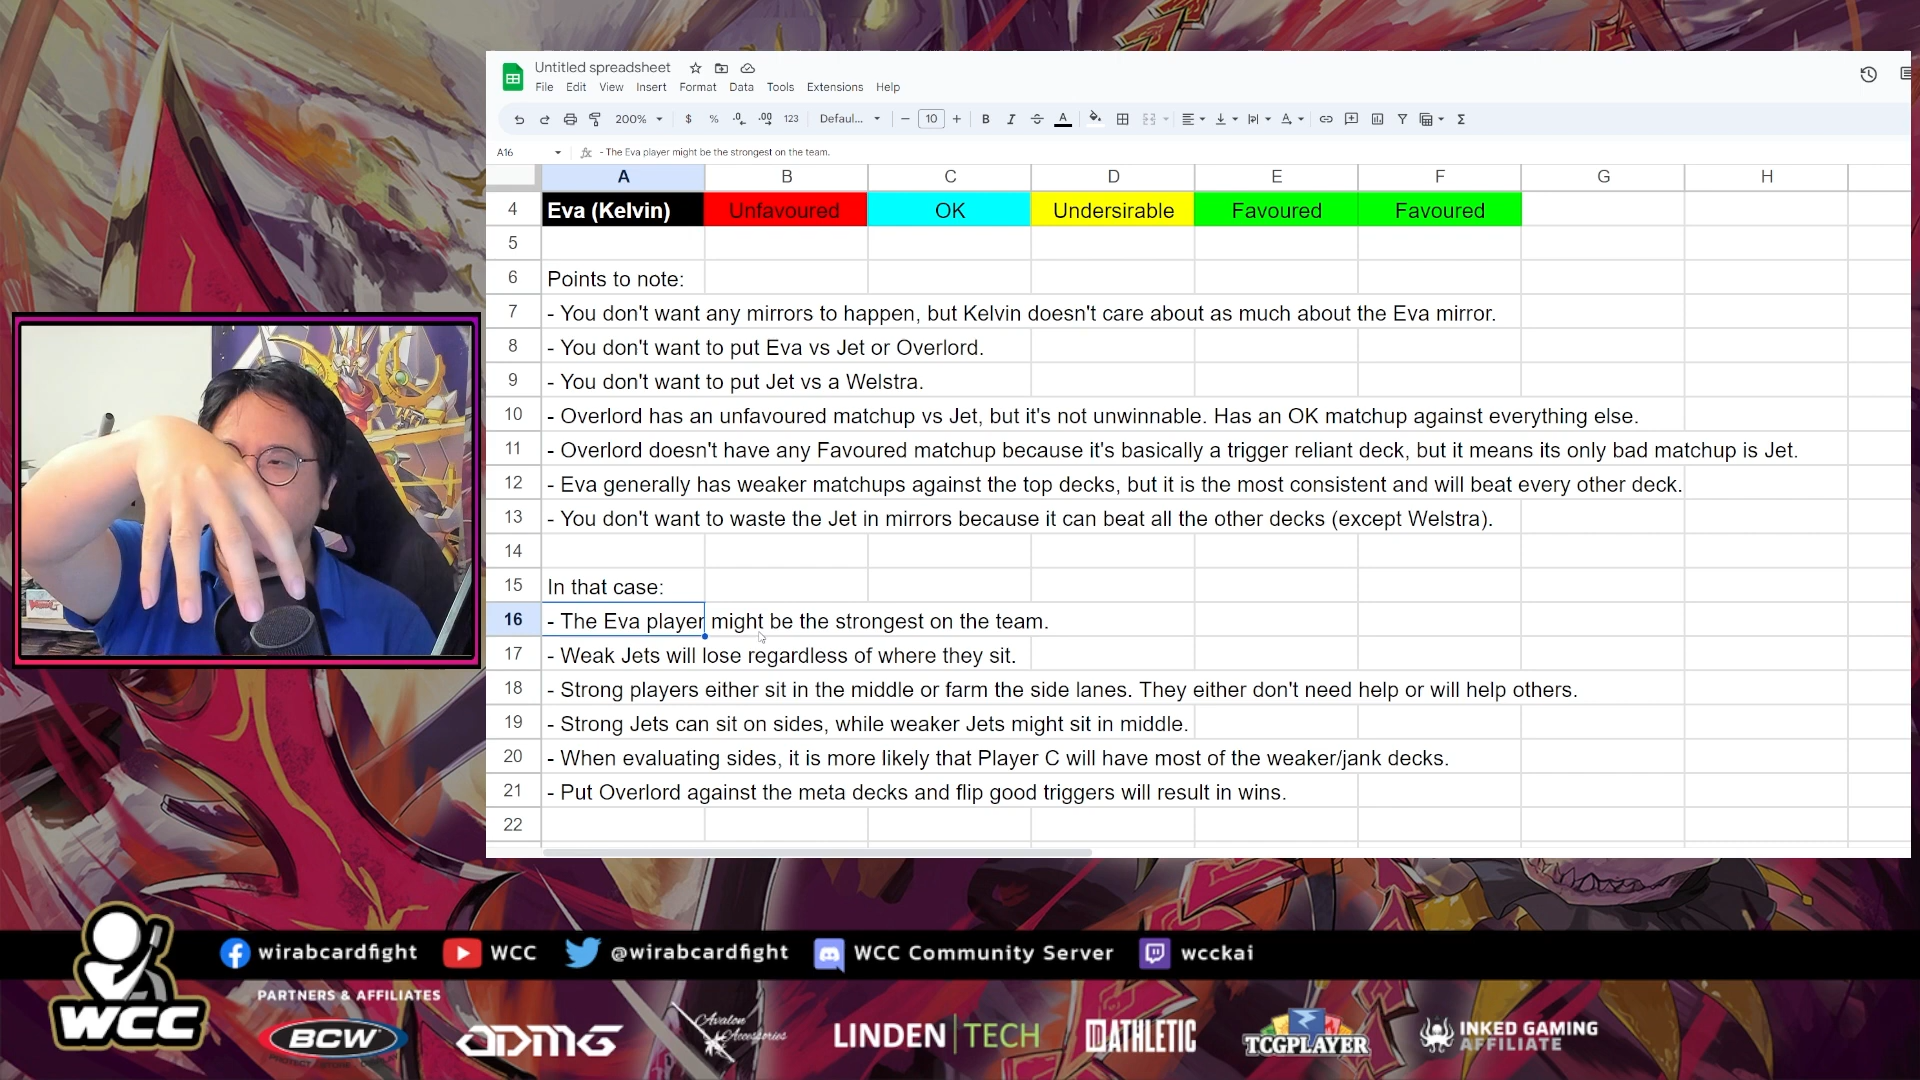 Untitled spreadsheet
File Edit View Insert Format Data Tools Extensions Help
200% $ % .0 .00 123 Defaul... 10 B I A Σ
A16 fx - The Eva player might be the strongest on the team.
A B C D E F G H
4 Eva (Kelvin) Unfavoured OK Undersirable Favoured Favoured
5
6 Points to note:
7 - You don't want any mirrors to happen, but Kelvin doesn't care about as much about the Eva mirror.
8 - You don't want to put Eva vs Jet or Overlord.
9 - You don't want to put Jet vs a Welstra.
10 - Overlord has an unfavoured matchup vs Jet, but it's not unwinnable. Has an OK matchup against everything else.
11 - Overlord doesn't have any Favoured matchup because it's basically a trigger reliant deck, but it means its only bad matchup is Jet.
12 - Eva generally has weaker matchups against the top decks, but it is the most consistent and will beat every other deck.
13 - You don't want to waste the Jet in mirrors because it can beat all the other decks (except Welstra).
14
15 In that case:
16 - The Eva player might be the strongest on the team.
17 - Weak Jets will lose regardless of where they sit.
18 - Strong players either sit in the middle or farm the side lanes. They either don't need help or will help others.
19 - Strong Jets can sit on sides, while weaker Jets might sit in middle.
20 - When evaluating sides, it is more likely that Player C will have most of the weaker/jank decks.
21 - Put Overlord against the meta decks and flip good triggers will result in wins.
22
wirabcardfight WCC @wirabcardfight WCC Community Server wcckai
WCC
PARTNERS & AFFILIATES
BCW ADMG Avalon Accessories LINDEN | TECH DATHLETIC TCGPLAYER INKED GAMING AFFILIATE